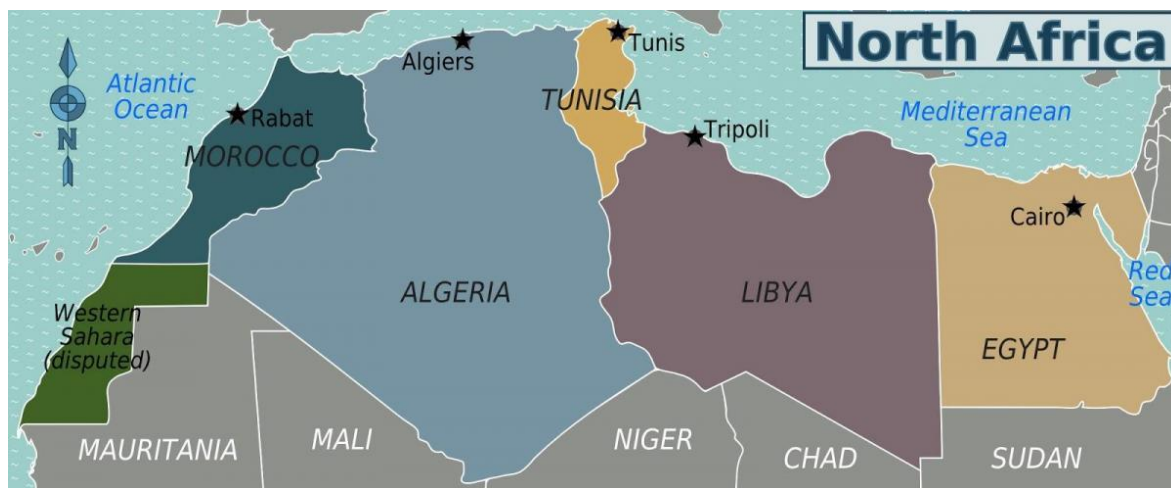 North Africa
Atlantic
Ocean
N
Algiers
Tunis
TUNISIA
Rabat
MOROCCO
Tripoli
Mediterranean
Sea
Cairo
Red
Sea
Western
Sahara
(disputed)
ALGERIA
LIBYA
EGYPT
MAURITANIA
MALI
NIGER
CHAD
SUDAN